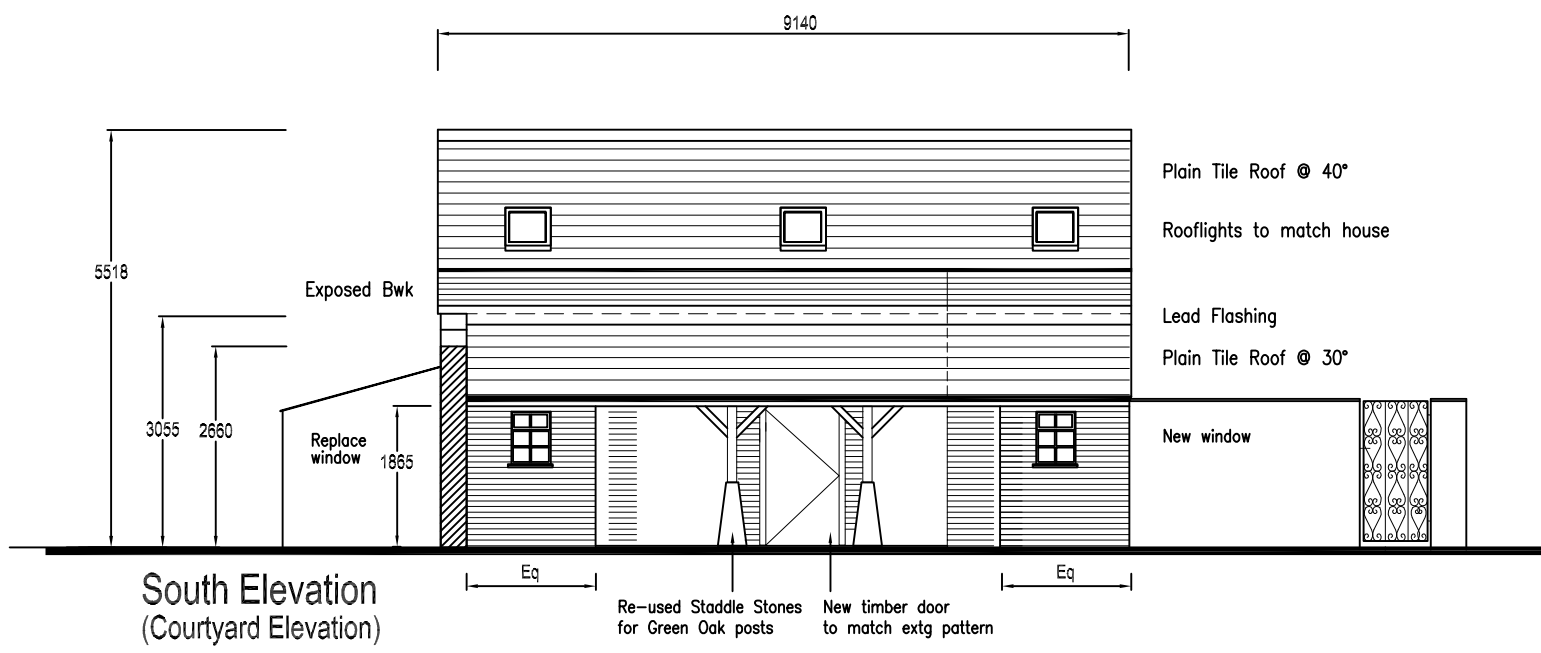 9140
Plain Tile Roof @ 40°
Rooflights to match house
5518
Exposed Bwk
Lead Flashing
Plain Tile Roof @ 30°
3055
2660
Replace
window
1865
New window
Eq
Eq
South Elevation
(Courtyard Elevation)
Re-used Staddle Stones
for Green Oak posts
New timber door
to match extg pattern